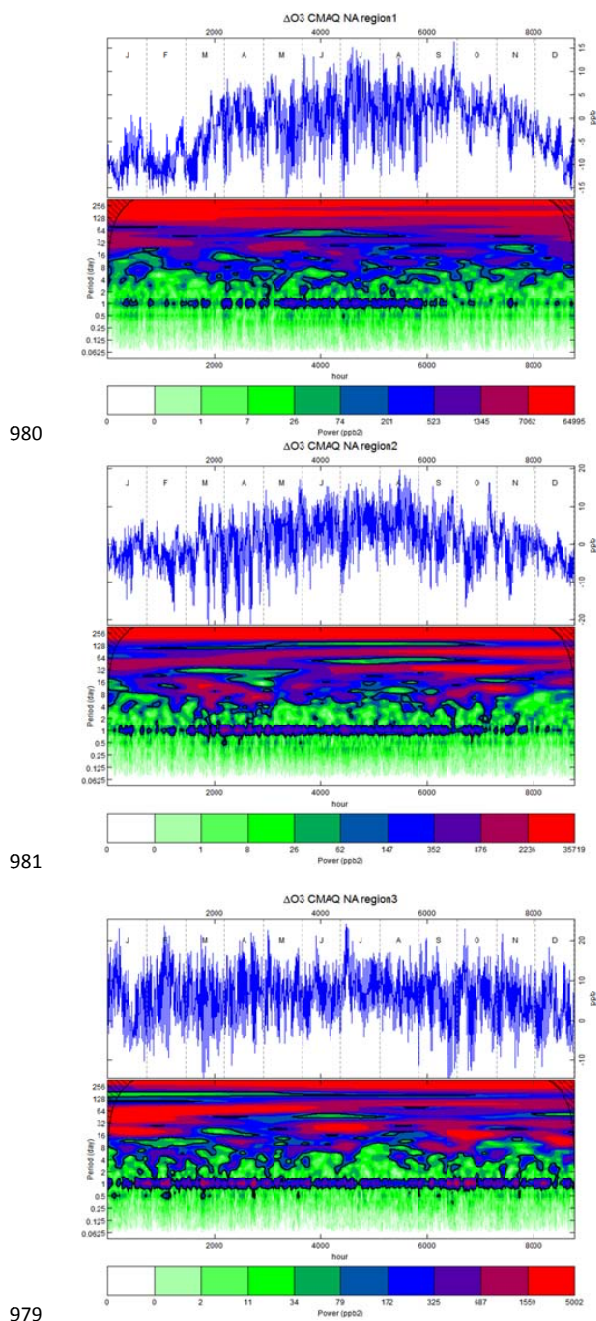 ΔO3 CMAQ NA region1
2000 4000 6000 8000
J F M A M J J A S O N D
15
10
5
0
-5
-10
-15
ppb
256
128
64
32
16
8
4
2
1
0.5
0.25
0.125
0.0625
Period (day)
2000 4000 6000 8000
hour
0 0 1 7 26 74 201 523 1345 7062 64995
Power (ppb2)
980
ΔO3 CMAQ NA region2
2000 4000 6000 8000
J F M A M J J A S O N D
20
10
0
-10
-20
ppb
256
128
64
32
16
8
4
2
1
0.5
0.25
0.125
0.0625
Period (day)
2000 4000 6000 8000
hour
0 0 1 8 26 62 147 352 35719
Power (ppb2)
981
ΔO3 CMAQ NA region3
2000 4000 6000 8000
J F M A M J J A S O N D
20
10
0
-10
ppb
256
128
64
32
16
8
4
2
1
0.5
0.25
0.125
0.0625
Period (day)
2000 4000 6000 8000
hour
0 0 2 11 34 79 172 325 1559 5002
Power (ppb2)
979